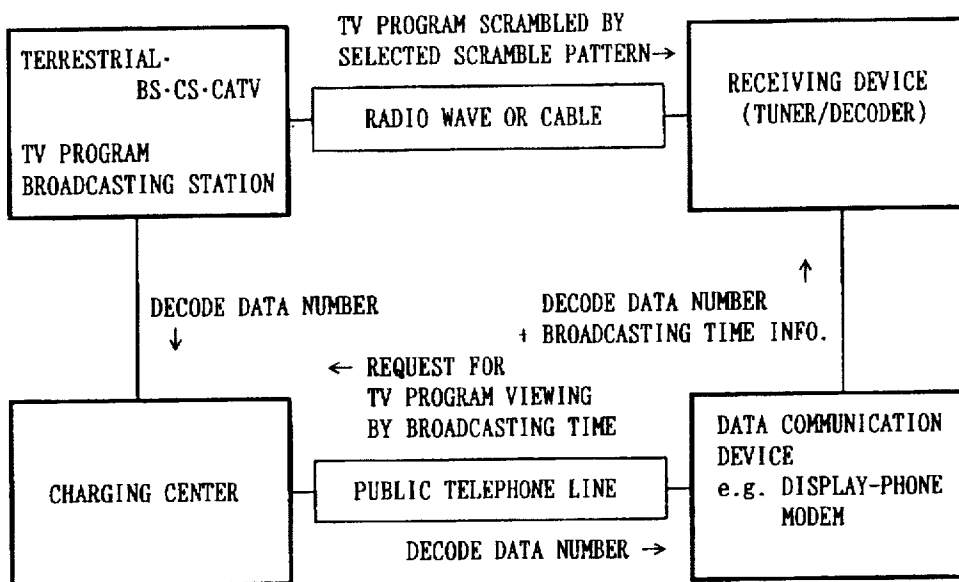 TERRESTRIAL·
BS·CS·CATV
TV PROGRAM
BROADCASTING STATION
TV PROGRAM SCRAMBLED BY
SELECTED SCRAMBLE PATTERN→
RADIO WAVE OR CABLE
RECEIVING DEVICE
(TUNER/DECODER)
DECODE DATA NUMBER
↓
↑
DECODE DATA NUMBER
+ BROADCASTING TIME INFO.
← REQUEST FOR
TV PROGRAM VIEWING
BY BROADCASTING TIME
CHARGING CENTER
PUBLIC TELEPHONE LINE
DATA COMMUNICATION
DEVICE
e.g. DISPLAY-PHONE
MODEM
DECODE DATA NUMBER →